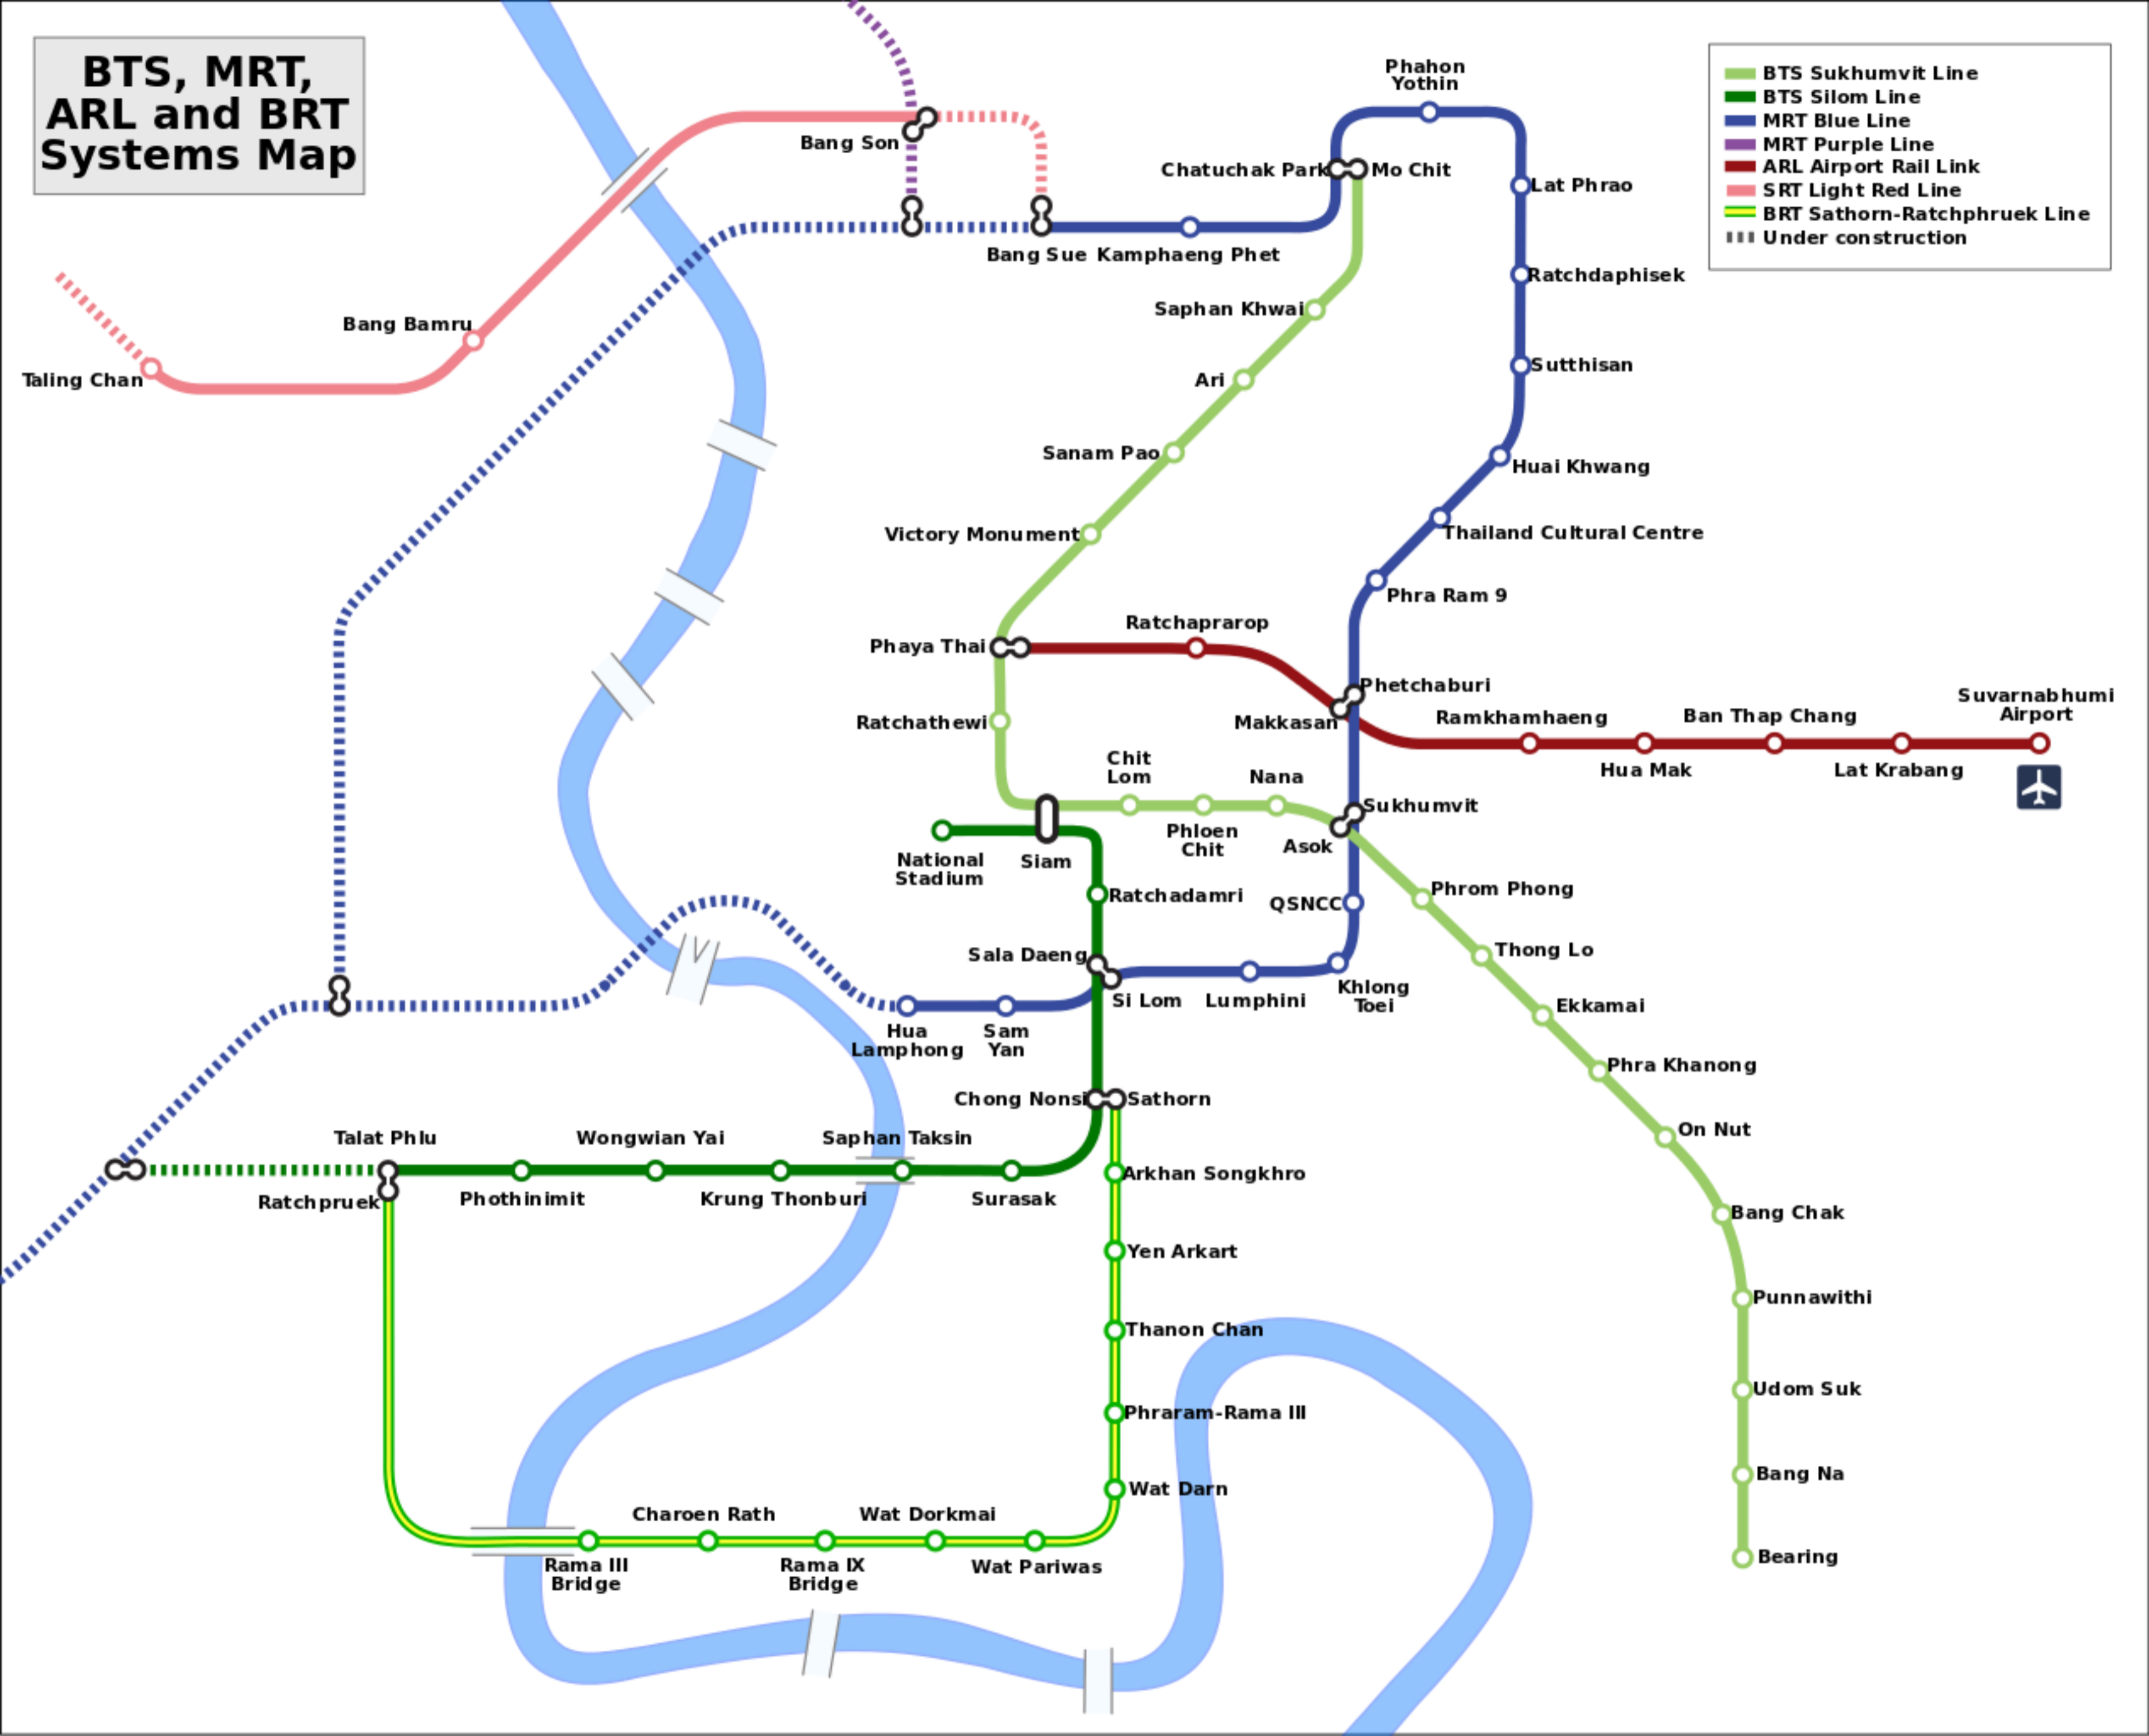 BTS, MRT,
ARL and BRT
Systems Map
BTS Sukhumvit Line
BTS Silom Line
MRT Blue Line
MRT Purple Line
ARL Airport Rail Link
SRT Light Red Line
BRT Sathorn-Ratchphruek Line
Under construction
Phahon
Yothin
Bang Son
Chatuchak Park
Mo Chit
Lat Phrao
Bang Sue
Kamphaeng Phet
Ratchdaphisek
Saphan Khwai
Bang Bamru
Taling Chan
Ari
Sutthisan
Sanam Pao
Huai Khwang
Victory Monument
Thailand Cultural Centre
Phra Ram 9
Ratchaprarop
Phaya Thai
Phetchaburi
Makkasan
Ratchathewi
Ramkhamhaeng
Ban Thap Chang
Suvarnabhumi
Airport
Hua Mak
Lat Krabang
Chit
Lom
Nana
Sukhumvit
Phloen
Chit
Asok
National
Stadium
Siam
Ratchadamri
QSNCC
Phrom Phong
Sala Daeng
Thong Lo
Si Lom
Lumphini
Khlong
Toei
Ekkamai
Hua
Lamphong
Sam
Yan
Phra Khanong
Chong Nonsi
Sathorn
On Nut
Talat Phlu
Wongwian Yai
Saphan Taksin
Arkhan Songkhro
Ratchpruek
Phothinimit
Krung Thonburi
Surasak
Bang Chak
Yen Arkart
Punnawithi
Thanon Chan
Udom Suk
Phraram-Rama III
Bang Na
Wat Darn
Charoen Rath
Wat Dorkmai
Rama III
Bridge
Rama IX
Bridge
Wat Pariwas
Bearing